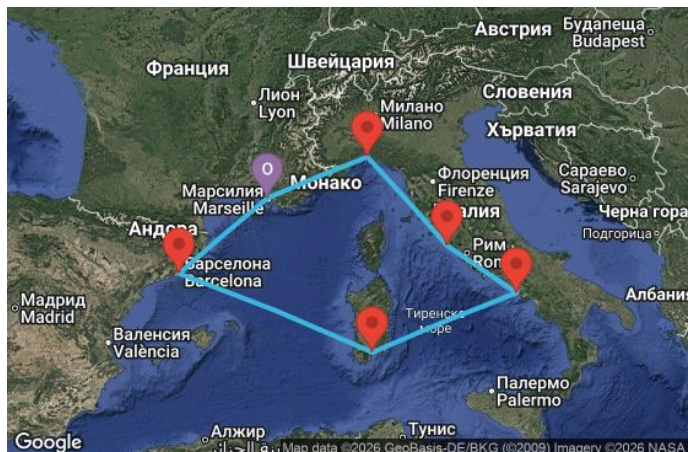 Австрия
Будапеща
Budapest
Швейцария
Франция
Словения
Лион
Lyon
Милано
Milano
Хърватия
O
Марсилия
Marseille
Монако
Флоренция
Firenze
Сараево
Sarajevo
Андора
Черна гора
Подгорица
Рим
Барселона
Barcelona
Мадрид
Madrid
Тиренско
море
Албания
Валенсия
València
Палермо
Palermo
Алжир
Тунис
Google
Map data ©2026 GeoBasis-DE/BKG (©2009) Imagery ©2026 NASA